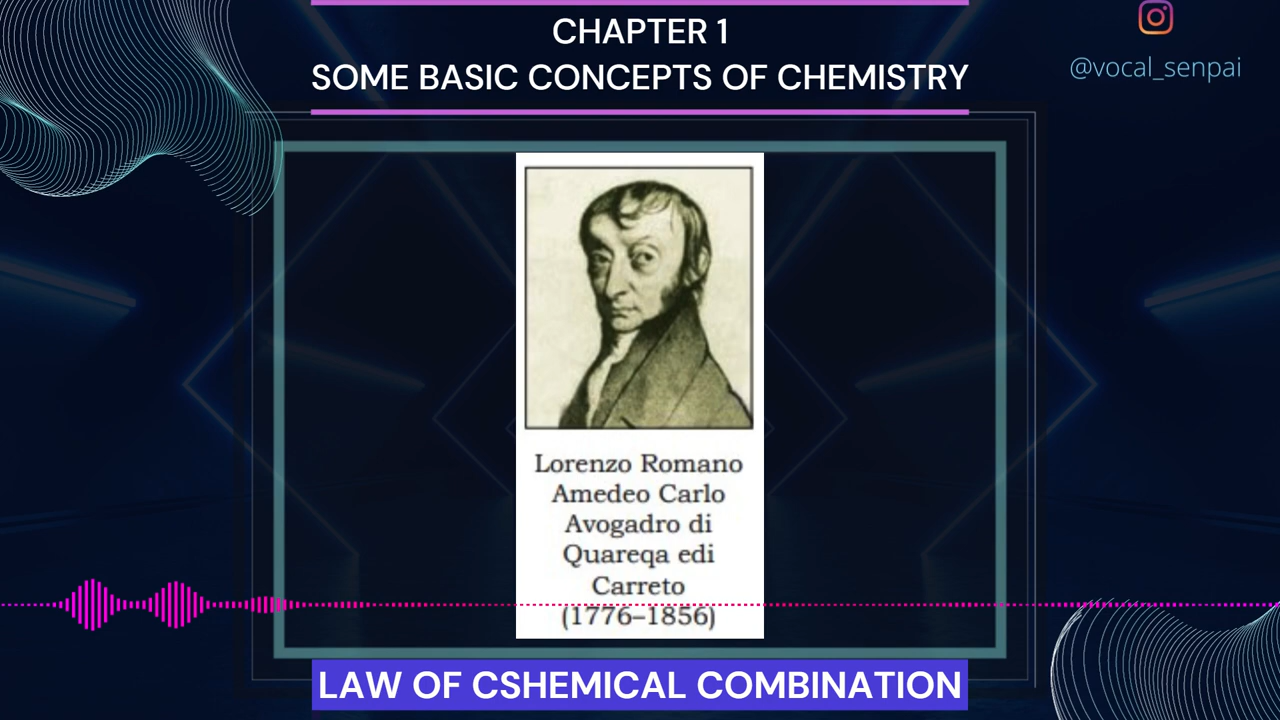 CHAPTER 1
SOME BASIC CONCEPTS OF CHEMISTRY
@vocal_senpai
Lorenzo Romano
Amedeo Carlo
Avogadro di
Quareqa edi
Carreto
(1776–1856)
LAW OF CSHEMICAL COMBINATION